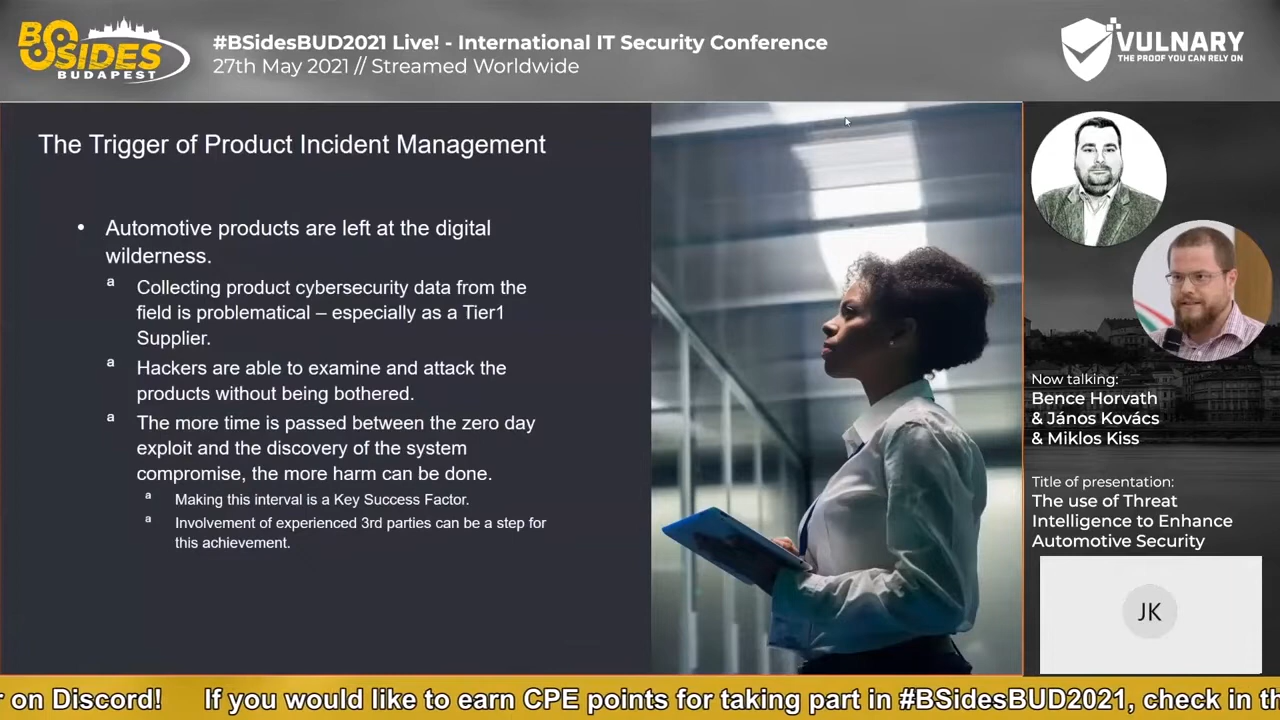 BSIDES
BUDAPEST
#BSidesBUD2021 Live! - International IT Security Conference
27th May 2021 // Streamed Worldwide
VULNARY
THE PROOF YOU CAN RELY ON
The Trigger of Product Incident Management
• Automotive products are left at the digital
wilderness.
ª Collecting product cybersecurity data from the
field is problematical – especially as a Tier1
Supplier.
ª Hackers are able to examine and attack the
products without being bothered.
ª The more time is passed between the zero day
exploit and the discovery of the system
compromise, the more harm can be done.
ª Making this interval is a Key Success Factor.
ª Involvement of experienced 3rd parties can be a step for
this achievement.
Now talking:
Bence Horvath
& János Kovács
& Miklos Kiss
Title of presentation:
The use of Threat
Intelligence to Enhance
Automotive Security
JK
r on Discord! If you would like to earn CPE points for taking part in #BSidesBUD2021, check in th